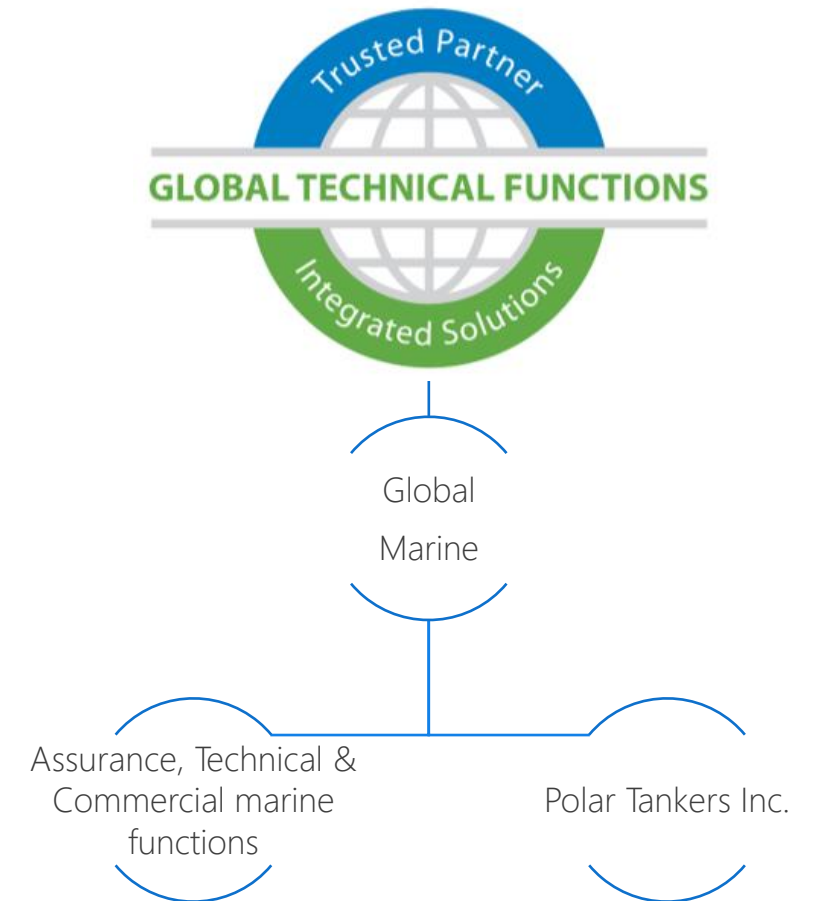 Trusted Partner
GLOBAL TECHNICAL FUNCTIONS
Integrated Solutions
Global
Marine
Assurance, Technical &
Commercial marine
functions
Polar Tankers Inc.